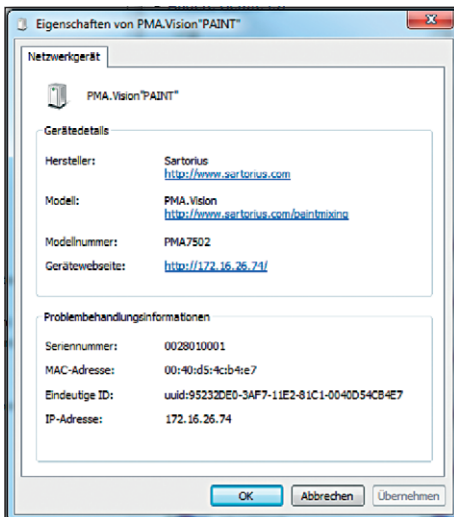 Eigenschaften von PMA.Vision"PAINT"
Netzwerkgerät
PMA.Vision"PAINT"
Gerätedetails
Hersteller: Sartorius
http://www.sartorius.com
Modell: PMA.Vision
http://www.sartorius.com/paintmixing
Modellnummer: PMA7502
Gerätewebseite: http://172.16.26.74/
Problembehandlungsinformationen
Seriennummer: 0028010001
MAC-Adresse: 00:40:d5:4c:b4:e7
Eindeutige ID: uuid:95232DE0-3AF7-11E2-81C1-0040D54CB4E7
IP-Adresse: 172.16.26.74
OK Abbrechen Übernehmen